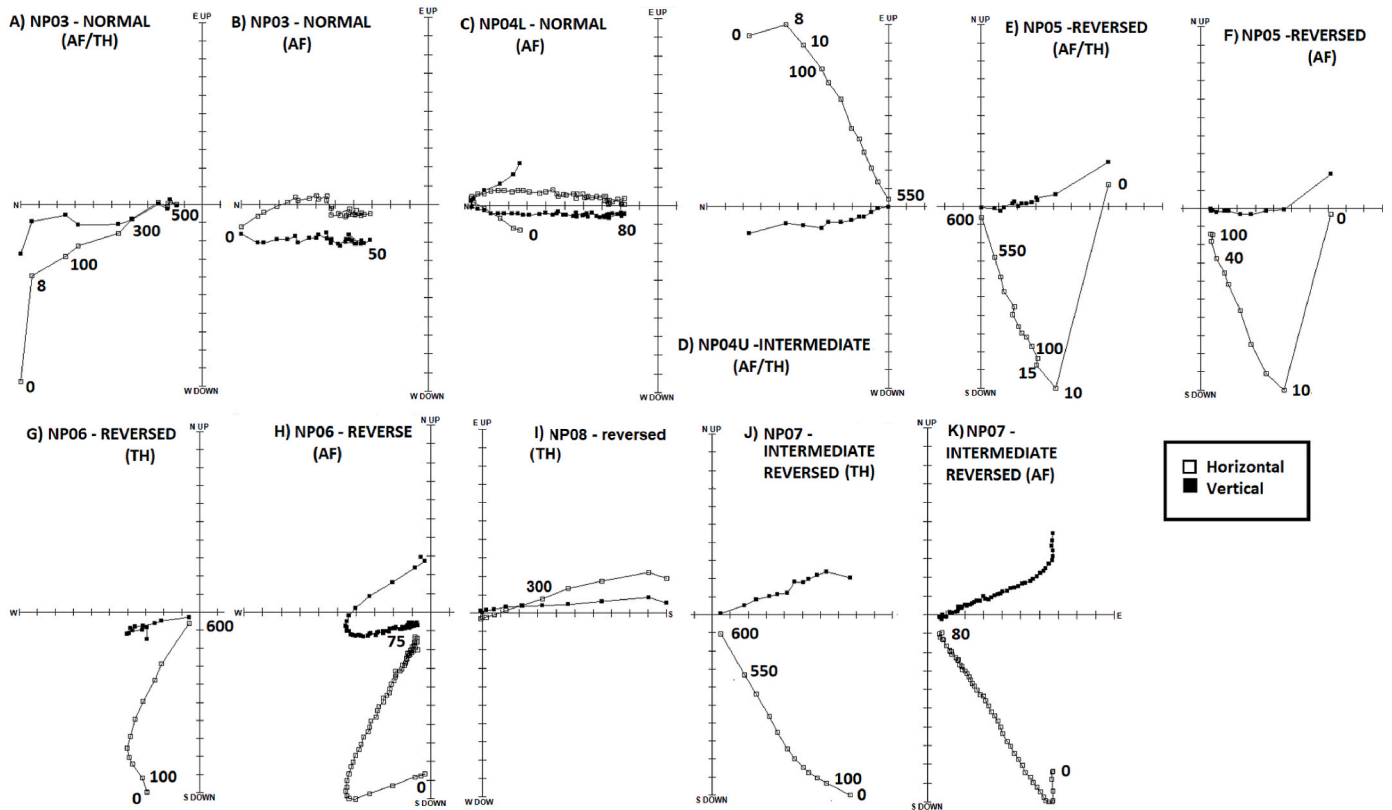 A) NP03 - NORMAL
(AF/TH)
E UP
N
0
8
100
300
500
W DOWN
B) NP03 - NORMAL
(AF)
E UP
N
0
50
W DOWN
C) NP04L - NORMAL
(AF)
E UP
N
0
80
W DOWN
E UP
0
8
10
100
550
D) NP04U -INTERMEDIATE
(AF/TH)
W DOWN
N UP
E) NP05 -REVERSED
(AF/TH)
0
600
550
100
15
10
S DOWN
N UP
F) NP05 -REVERSED
(AF)
0
100
40
10
S DOWN
N UP
G) NP06 - REVERSED
(TH)
W
600
100
0
S DOWN
N UP
H) NP06 - REVERSE
(AF)
W
75
0
S DOWN
E UP
I) NP08 - reversed
(TH)
300
S
W DOW
N UP
J) NP07 -
INTERMEDIATE
REVERSED (TH)
600
550
100
0
S DOWN
N UP
K) NP07 -
INTERMEDIATE
REVERSED (AF)
E
80
0
S DOWN
Horizontal
Vertical